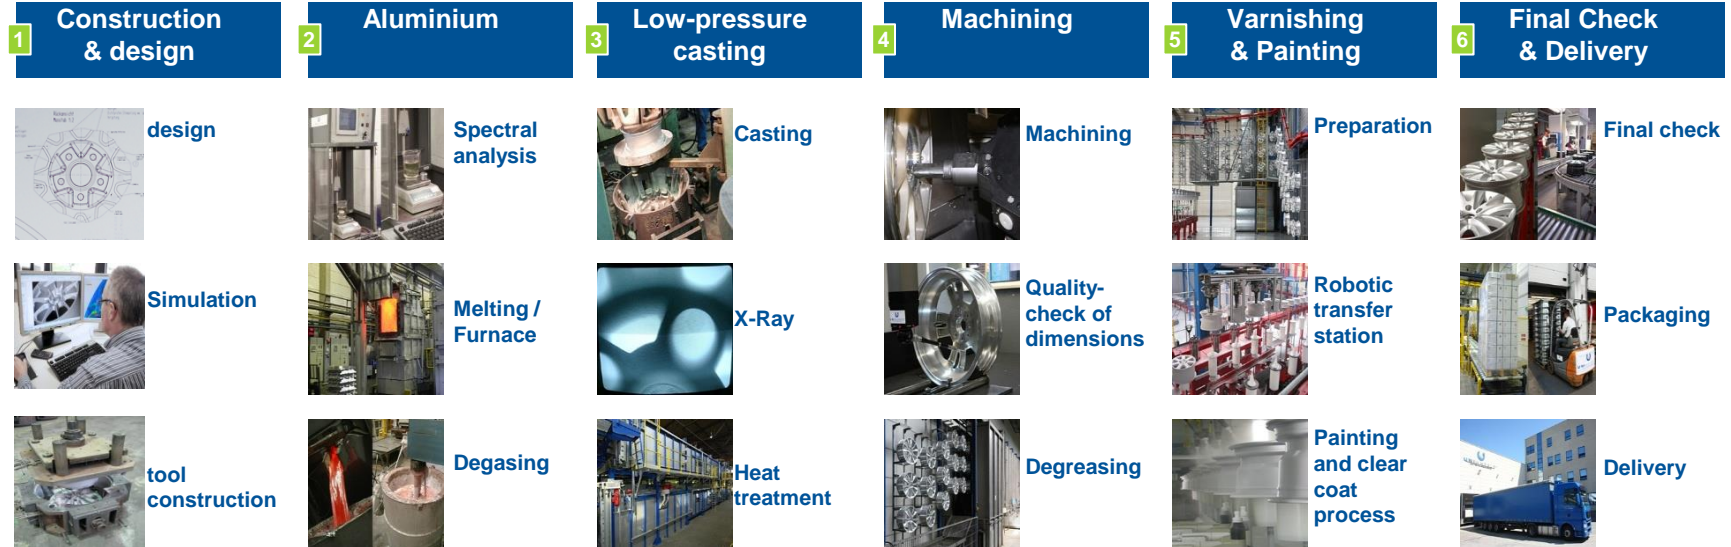 1
Construction
& design
2
Aluminium
3
Low-pressure
casting
4
Machining
5
Varnishing
& Painting
6
Final Check
& Delivery
design
Simulation
tool
construction
Spectral
analysis
Melting /
Furnace
Degasing
Casting
X-Ray
Heat
treatment
Machining
Quality-
check of
dimensions
Degreasing
Preparation
Robotic
transfer
station
Painting
and clear
coat
process
Final check
Packaging
Delivery